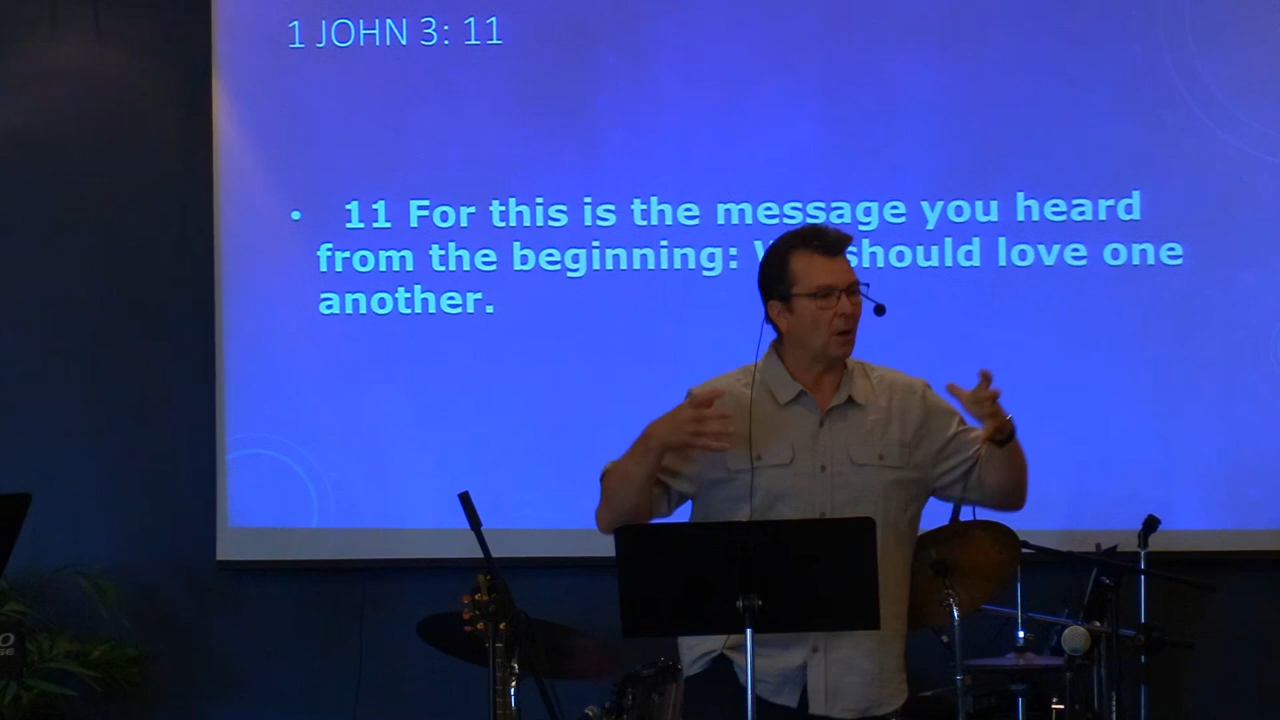 1 JOHN 3: 11
• 11 For this is the message you heard
from the beginning: should love one
another.